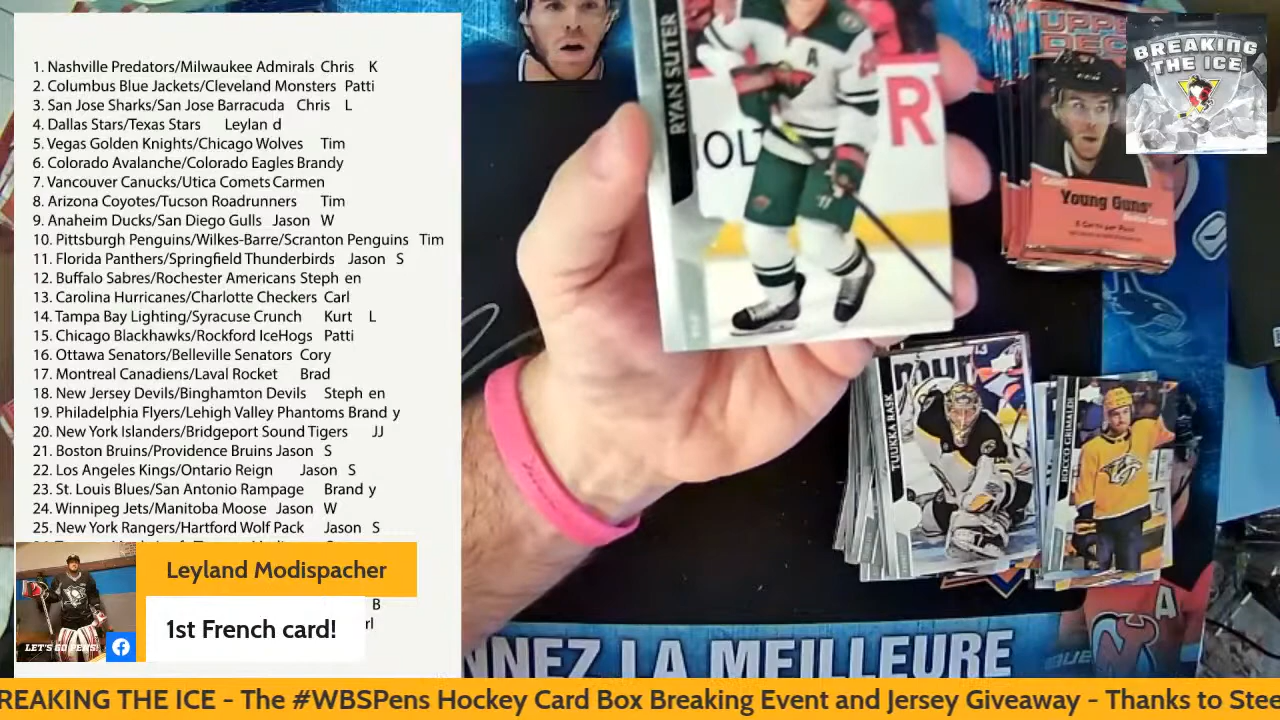 1. Nashville Predators/Milwaukee Admirals Chris K
2. Columbus Blue Jackets/Cleveland Monsters Patti
3. San Jose Sharks/San Jose Barracuda Chris L
4. Dallas Stars/Texas Stars Leylan d
5. Vegas Golden Knights/Chicago Wolves Tim
6. Colorado Avalanche/Colorado Eagles Brandy
7. Vancouver Canucks/Utica Comets Carmen
8. Arizona Coyotes/Tucson Roadrunners Tim
9. Anaheim Ducks/San Diego Gulls Jason W
10. Pittsburgh Penguins/Wilkes-Barre/Scranton Penguins Tim
11. Florida Panthers/Springfield Thunderbirds Jason S
12. Buffalo Sabres/Rochester Americans Steph en
13. Carolina Hurricanes/Charlotte Checkers Carl
14. Tampa Bay Lighting/Syracuse Crunch Kurt L
15. Chicago Blackhawks/Rockford IceHogs Patti
16. Ottawa Senators/Belleville Senators Cory
17. Montreal Canadiens/Laval Rocket Brad
18. New Jersey Devils/Binghamton Devils Steph en
19. Philadelphia Flyers/Lehigh Valley Phantoms Brand y
20. New York Islanders/Bridgeport Sound Tigers JJ
21. Boston Bruins/Providence Bruins Jason S
22. Los Angeles Kings/Ontario Reign Jason S
23. St. Louis Blues/San Antonio Rampage Brand y
24. Winnipeg Jets/Manitoba Moose Jason W
25. New York Rangers/Hartford Wolf Pack Jason S
B
rl
Leyland Modispacher
1st French card!
LET'S GO PENS!
RYAN SUTER
A
R
UPPER
DECK
Young Guns
BREAKING
THE ICE
TUUKKA RASK
ROCCO GRIMALDI
NNEZ LA MEILLEURE
A
REAKING THE ICE - The #WBSPens Hockey Card Box Breaking Event and Jersey Giveaway - Thanks to Stee